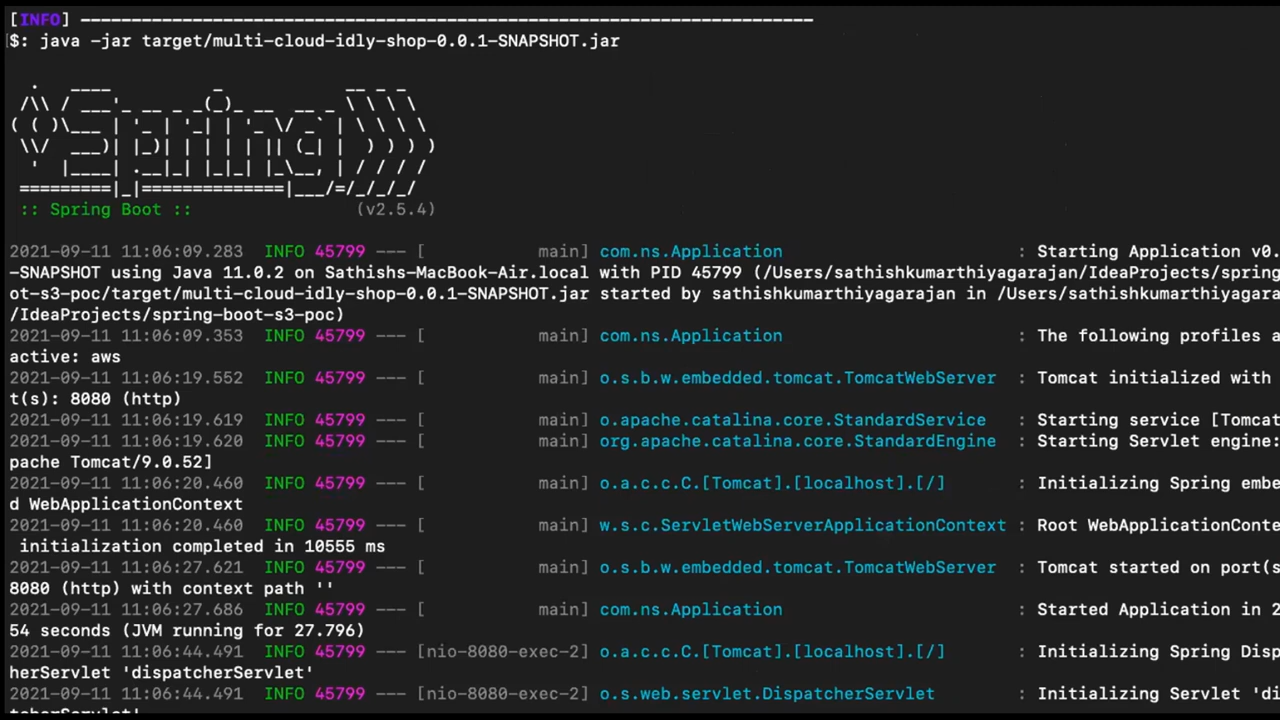 [INFO] ------------------------------------------------------------------------
$: java -jar target/multi-cloud-idly-shop-0.0.1-SNAPSHOT.jar
:: Spring Boot ::                (v2.5.4)
2021-09-11 11:06:09.283  INFO 45799 --- [           main] com.ns.Application                       : Starting Application v0.
-SNAPSHOT using Java 11.0.2 on Sathishs-MacBook-Air.local with PID 45799 (/Users/sathishkumarthiyagarajan/IdeaProjects/spring
ot-s3-poc/target/multi-cloud-idly-shop-0.0.1-SNAPSHOT.jar started by sathishkumarthiyagarajan in /Users/sathishkumarthiyagara
/IdeaProjects/spring-boot-s3-poc)
2021-09-11 11:06:09.353  INFO 45799 --- [           main] com.ns.Application                       : The following profiles a
active: aws
2021-09-11 11:06:19.552  INFO 45799 --- [           main] o.s.b.w.embedded.tomcat.TomcatWebServer  : Tomcat initialized with
t(s): 8080 (http)
2021-09-11 11:06:19.619  INFO 45799 --- [           main] o.apache.catalina.core.StandardService   : Starting service [Tomcat
2021-09-11 11:06:19.620  INFO 45799 --- [           main] org.apache.catalina.core.StandardEngine  : Starting Servlet engine:
pache Tomcat/9.0.52]
2021-09-11 11:06:20.460  INFO 45799 --- [           main] o.a.c.c.C.[Tomcat].[localhost].[/]       : Initializing Spring embe
d WebApplicationContext
2021-09-11 11:06:20.460  INFO 45799 --- [           main] w.s.c.ServletWebServerApplicationContext : Root WebApplicationConte
initialization completed in 10555 ms
2021-09-11 11:06:27.621  INFO 45799 --- [           main] o.s.b.w.embedded.tomcat.TomcatWebServer  : Tomcat started on port(s
8080 (http) with context path ''
2021-09-11 11:06:27.686  INFO 45799 --- [           main] com.ns.Application                       : Started Application in 2
54 seconds (JVM running for 27.796)
2021-09-11 11:06:44.491  INFO 45799 --- [nio-8080-exec-2] o.a.c.c.C.[Tomcat].[localhost].[/]       : Initializing Spring Disp
herServlet 'dispatcherServlet'
2021-09-11 11:06:44.491  INFO 45799 --- [nio-8080-exec-2] o.s.web.servlet.DispatcherServlet        : Initializing Servlet 'di
tcherServlet'